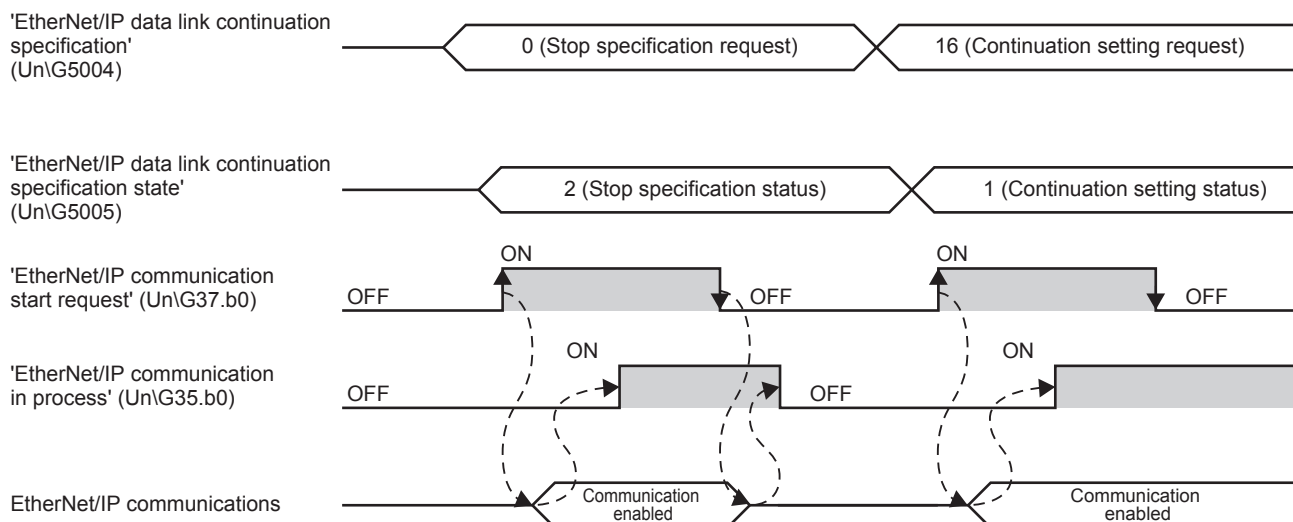 'EtherNet/IP data link continuation
specification'
(Un\G5004)
0 (Stop specification request)
16 (Continuation setting request)
'EtherNet/IP data link continuation
specification state'
(Un\G5005)
2 (Stop specification status)
1 (Continuation setting status)
'EtherNet/IP communication
start request' (Un\G37.b0)
OFF
ON
OFF
ON
OFF
'EtherNet/IP communication
in process' (Un\G35.b0)
OFF
ON
OFF
ON
EtherNet/IP communications
Communication
enabled
Communication
enabled